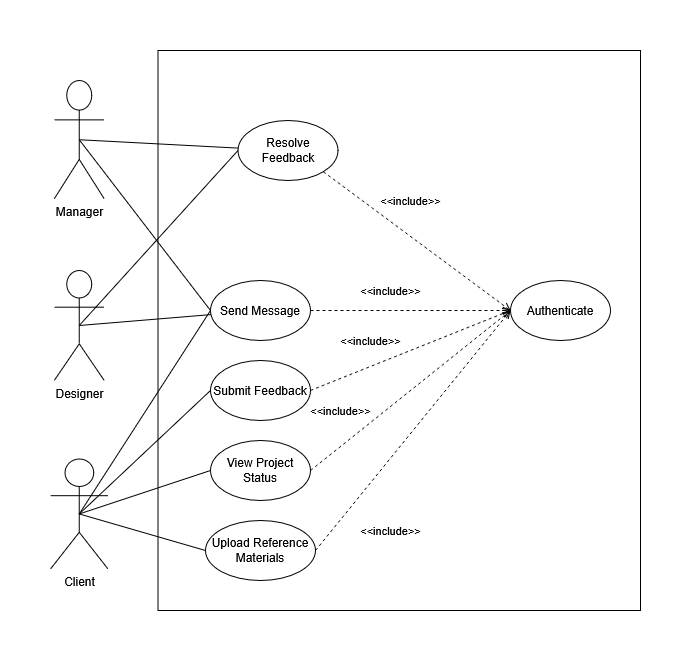 Resolve
Feedback
<<include>>
Manager
<<include>>
Send Message
Authenticate
<<include>>
Designer
Submit Feedback
<<include>>
View Project
Status
<<include>>
Upload Reference
Materials
Client